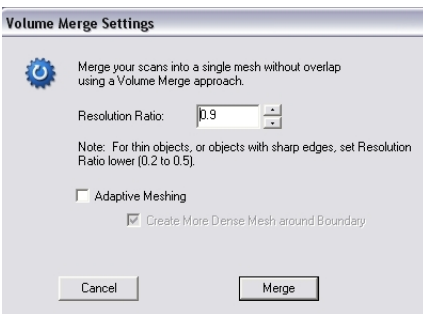 Volume Merge Settings
Merge your scans into a single mesh without overlap
using a Volume Merge approach.
Resolution Ratio: 0.9
Note: For thin objects, or objects with sharp edges, set Resolution
Ratio lower (0.2 to 0.5).
Adaptive Meshing
Create More Dense Mesh around Boundary
Cancel Merge